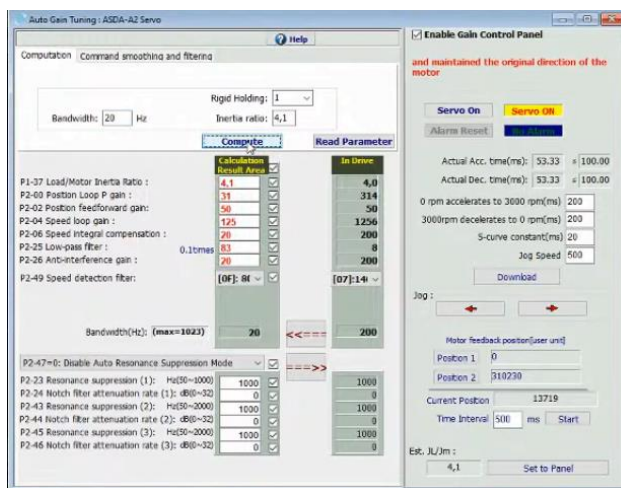 Auto Gain Tuning : ASDA-A2 Servo
Help
Computation Command smoothing and filtering
Rigid Holding: 1
Bandwidth: 20 Hz Inertia ratio: 4,1
Compute Read Parameter
Calculation Result Area In Drive
P1-37 Load/Motor Inertia Ratio : 4,1 4,0
P2-00 Position Loop P gain : 31 314
P2-02 Position feedforward gain: 50 50
P2-04 Speed loop gain : 125 1256
P2-06 Speed integral compensation : 20 200
P2-25 Low-pass filter : 0.1times 83 8
P2-26 Anti-interference gain : 20 200
P2-49 Speed detection filter: [0F]: 8( [07]:14(
Bandwidth(Hz): (max=1023) 20 <<=== 200
P2-47=0: Disable Auto Resonance Suppression Mode ===>>
P2-23 Resonance suppression (1): Hz(50~1000) 1000 1000
P2-24 Notch filter attenuation rate (1): dB(0~32) 0 0
P2-43 Resonance suppression (2): Hz(50~2000) 1000 1000
P2-44 Notch filter attenuation rate (2): dB(0~32) 0 0
P2-45 Resonance suppression (3): Hz(50~2000) 1000 1000
P2-46 Notch filter attenuation rate (3): dB(0~32) 0 0
Enable Gain Control Panel
and maintained the original direction of the
motor
Servo On Servo ON
Alarm Reset No Alarm
Actual Acc. time(ms): 53.33 ≤ 100.00
Actual Dec. time(ms): 53.33 ≤ 100.00
0 rpm accelerates to 3000 rpm(ms) 200
3000rpm decelerates to 0 rpm(ms) 200
S-curve constant(ms) 20
Jog Speed 500
Download
Jog :
Motor feedback position[user unit]
Position 1 0
Position 2 310230
Current Position 13719
Time Interval 500 ms Start
Est. JL/Jm :
4,1 Set to Panel